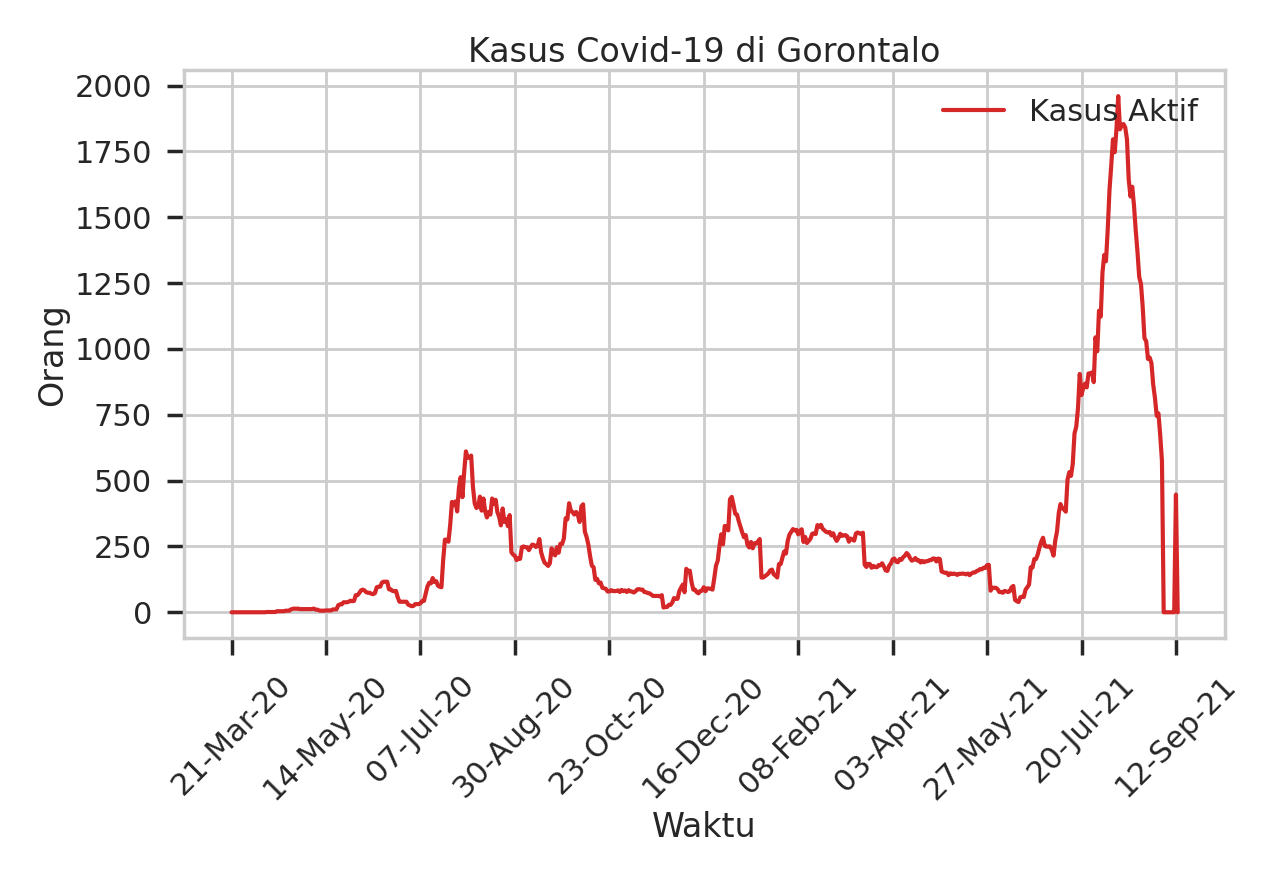 Kasus Covid-19 di Gorontalo
Kasus Aktif
Orang
2000
1750
1500
1250
1000
750
500
250
0
21-Mar-20
14-May-20
07-Jul-20
30-Aug-20
23-Oct-20
16-Dec-20
08-Feb-21
03-Apr-21
27-May-21
20-Jul-21
12-Sep-21
Waktu